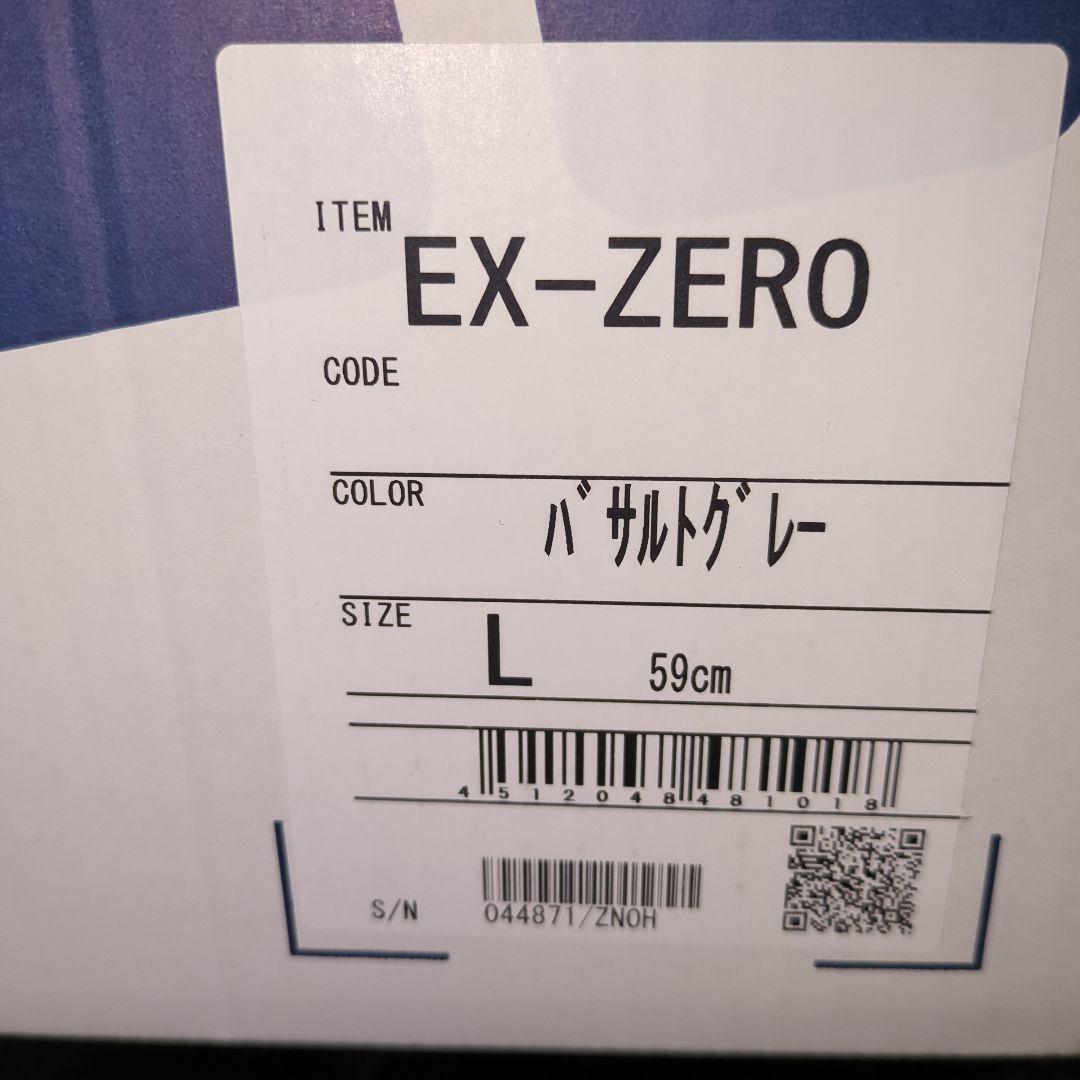 ITEM
EX-ZERO
CODE
COLOR
バサルトグレー
SIZE
L 59cm
4512048481018
S/N
044871/ZN0H